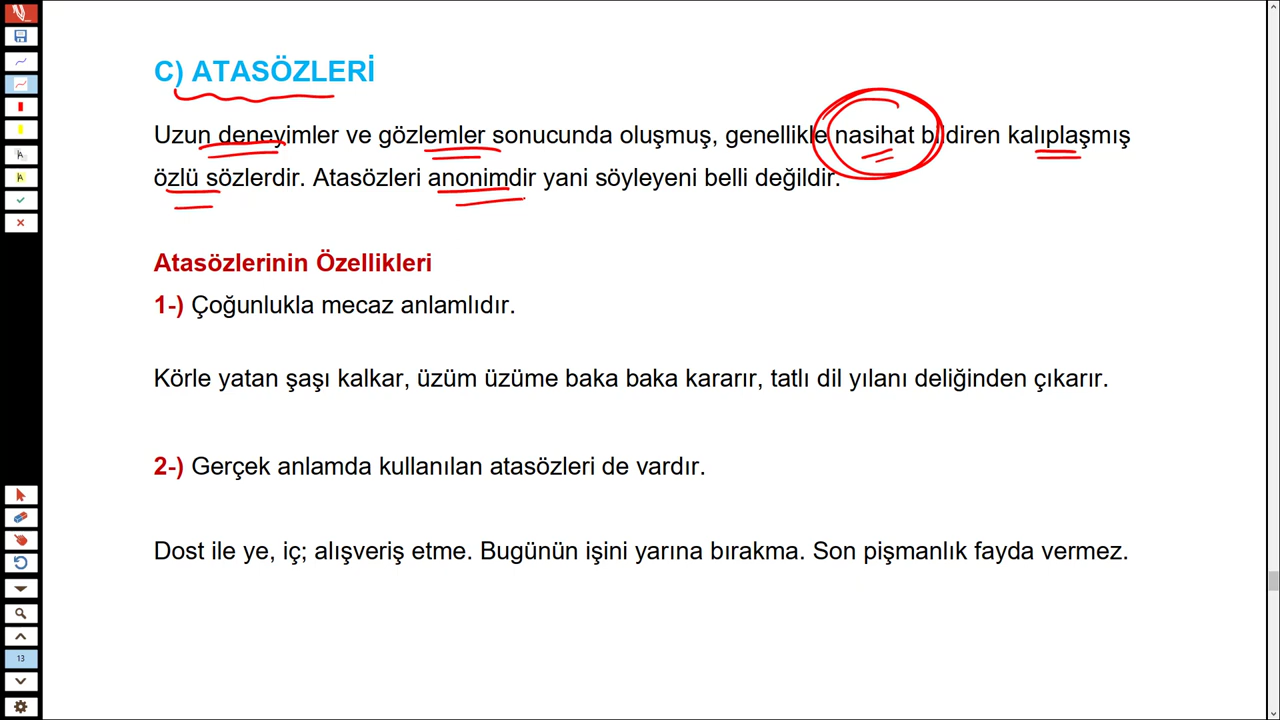 C) ATASÖZLERİ
Uzun deneyimler ve gözlemler sonucunda oluşmuş, genellikle nasihat bildiren kalıplaşmış
özlü sözlerdir. Atasözleri anonimdir yani söyleyeni belli değildir.
Atasözlerinin Özellikleri
1-) Çoğunlukla mecaz anlamlıdır.
Körle yatan şaşı kalkar, üzüm üzüme baka baka kararır, tatlı dil yılanı deliğinden çıkarır.
2-) Gerçek anlamda kullanılan atasözleri de vardır.
Dost ile ye, iç; alışveriş etme. Bugünün işini yarına bırakma. Son pişmanlık fayda vermez.
13